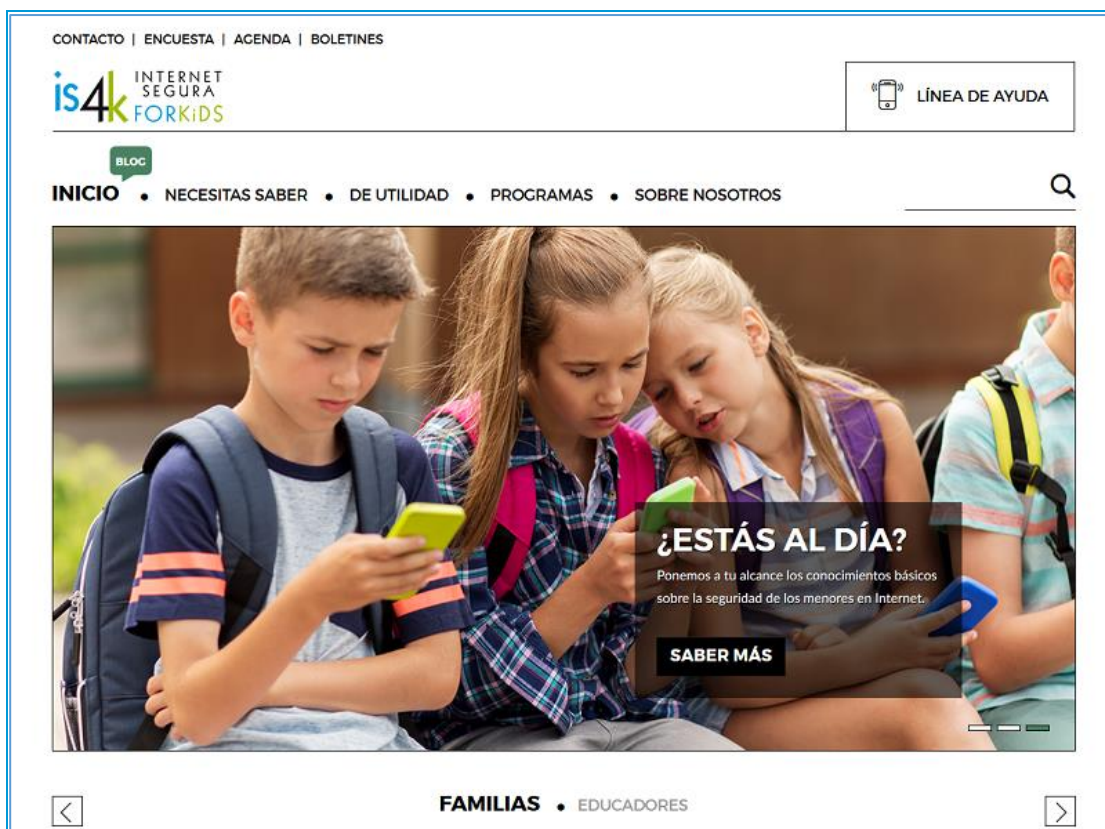 CONTACTO | ENCUESTA | AGENDA | BOLETINES
is4k INTERNET
SEGURA
FORKiDS
LÍNEA DE AYUDA
BLOG
INICIO • NECESITAS SABER • DE UTILIDAD • PROGRAMAS • SOBRE NOSOTROS
¿ESTÁS AL DÍA?
Ponemos a tu alcance los conocimientos básicos
sobre la seguridad de los menores en Internet.
SABER MÁS
FAMILIAS • EDUCADORES